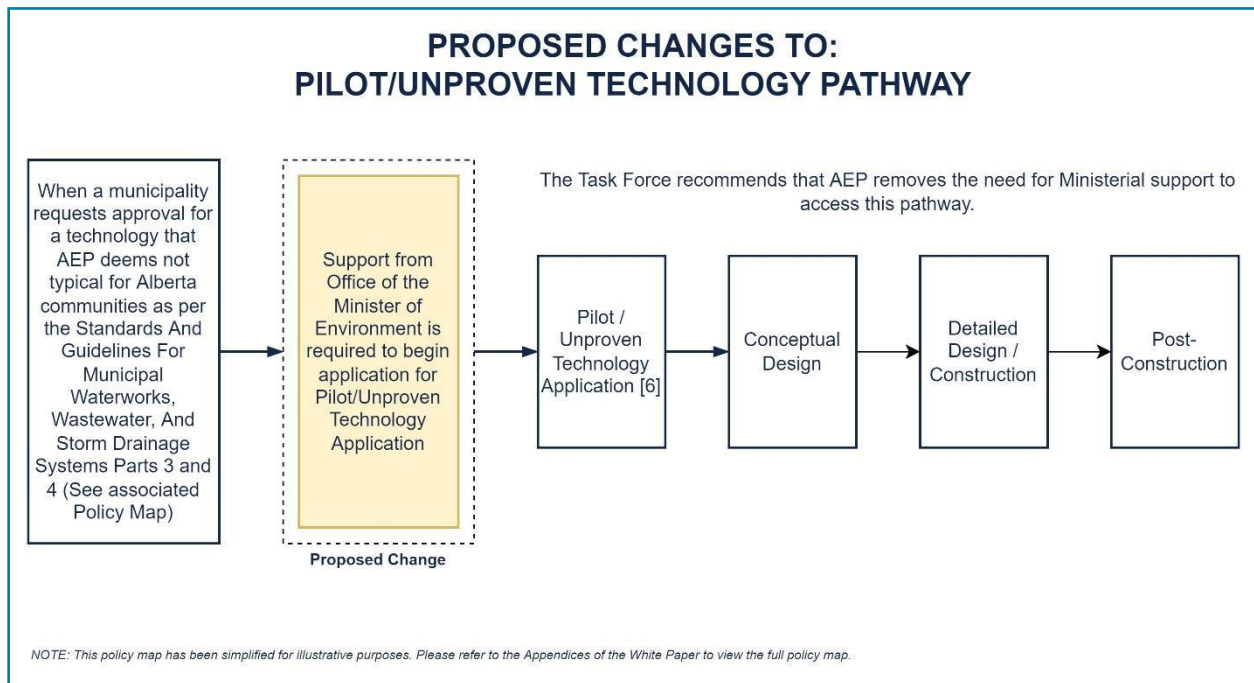 PROPOSED CHANGES TO:
PILOT/UNPROVEN TECHNOLOGY PATHWAY
When a municipality
requests approval for
a technology that
AEP deems not
typical for Alberta
communities as per
the Standards And
Guidelines For
Municipal
Waterworks,
Wastewater, And
Storm Drainage
Systems Parts 3 and
4 (See associated
Policy Map)
Support from
Office of the
Minister of
Environment is
required to begin
application for
Pilot/Unproven
Technology
Application
Proposed Change
The Task Force recommends that AEP removes the need for Ministerial support to
access this pathway.
Pilot /
Unproven
Technology
Application [6]
Conceptual
Design
Detailed
Design /
Construction
Post-
Construction
NOTE: This policy map has been simplified for illustrative purposes. Please refer to the Appendices of the White Paper to view the full policy map.